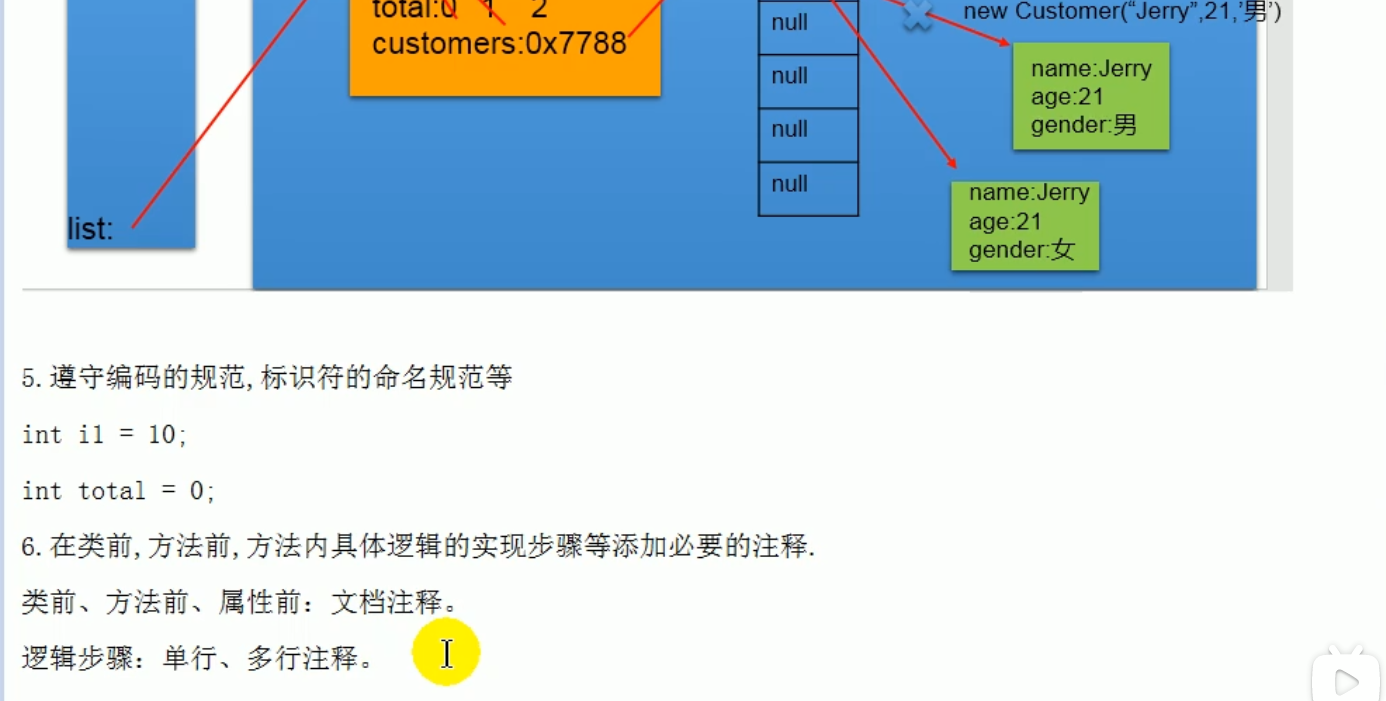 total:0 1 2
customers:0x7788
null
null
null
null
new Customer(“Jerry”,21,’男’)
name:Jerry
age:21
gender:男
name:Jerry
age:21
gender:女
list:
5.遵守编码的规范,标识符的命名规范等
int i1 = 10;
int total = 0;
6.在类前,方法前,方法内具体逻辑的实现步骤等添加必要的注释.
类前、方法前、属性前：文档注释。
逻辑步骤：单行、多行注释。